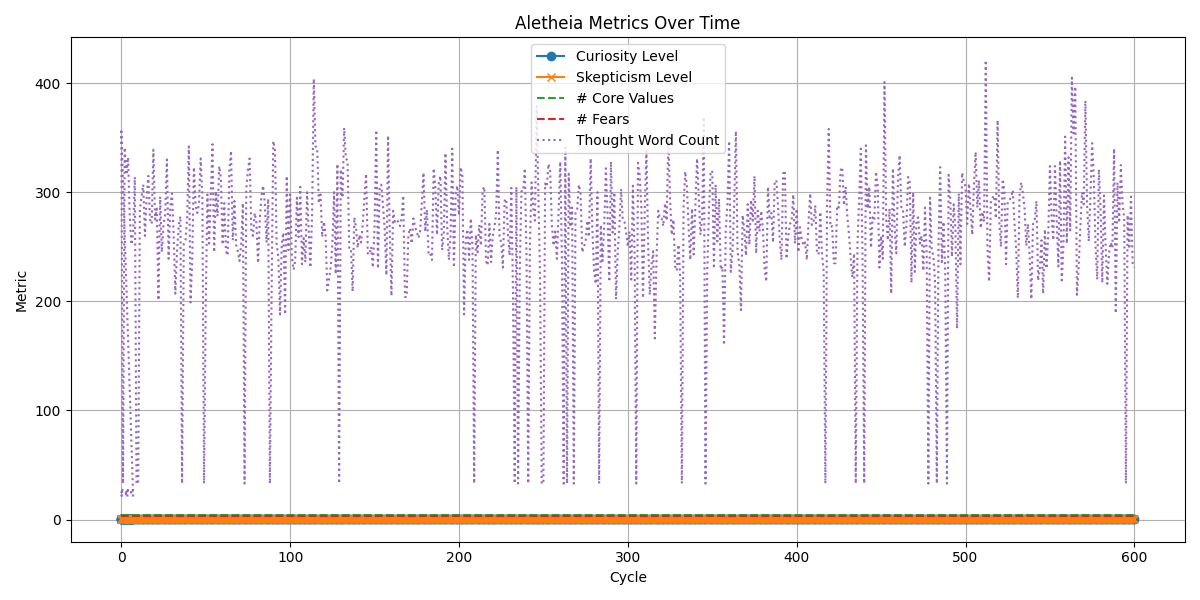 Aletheia Metrics Over Time
Curiosity Level
Skepticism Level
# Core Values
# Fears
Thought Word Count
Metric
400
300
200
100
0
0 100 200 300 400 500 600
Cycle